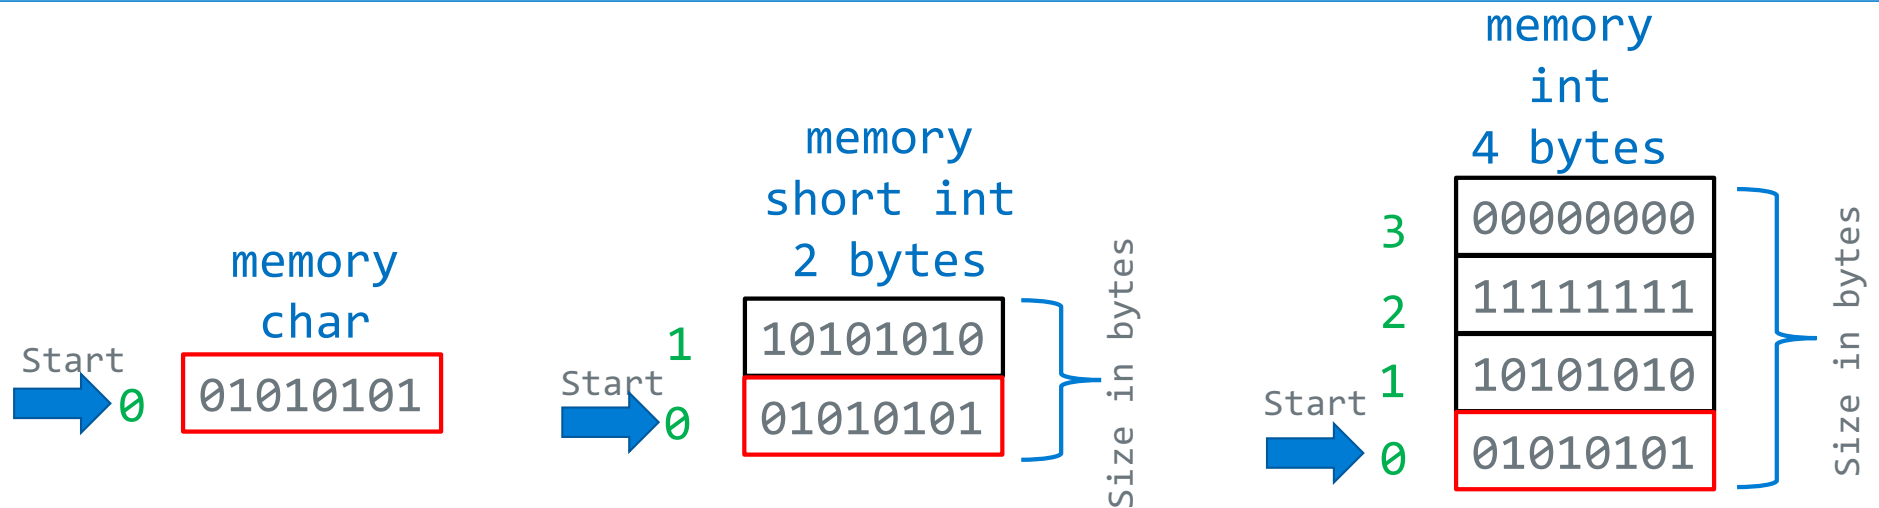 memory
char
Start
0
01010101
memory
short int
2 bytes
1
10101010
Start
0
01010101
Size in bytes
memory
int
4 bytes
3
00000000
2
11111111
1
10101010
Start
0
01010101
Size in bytes